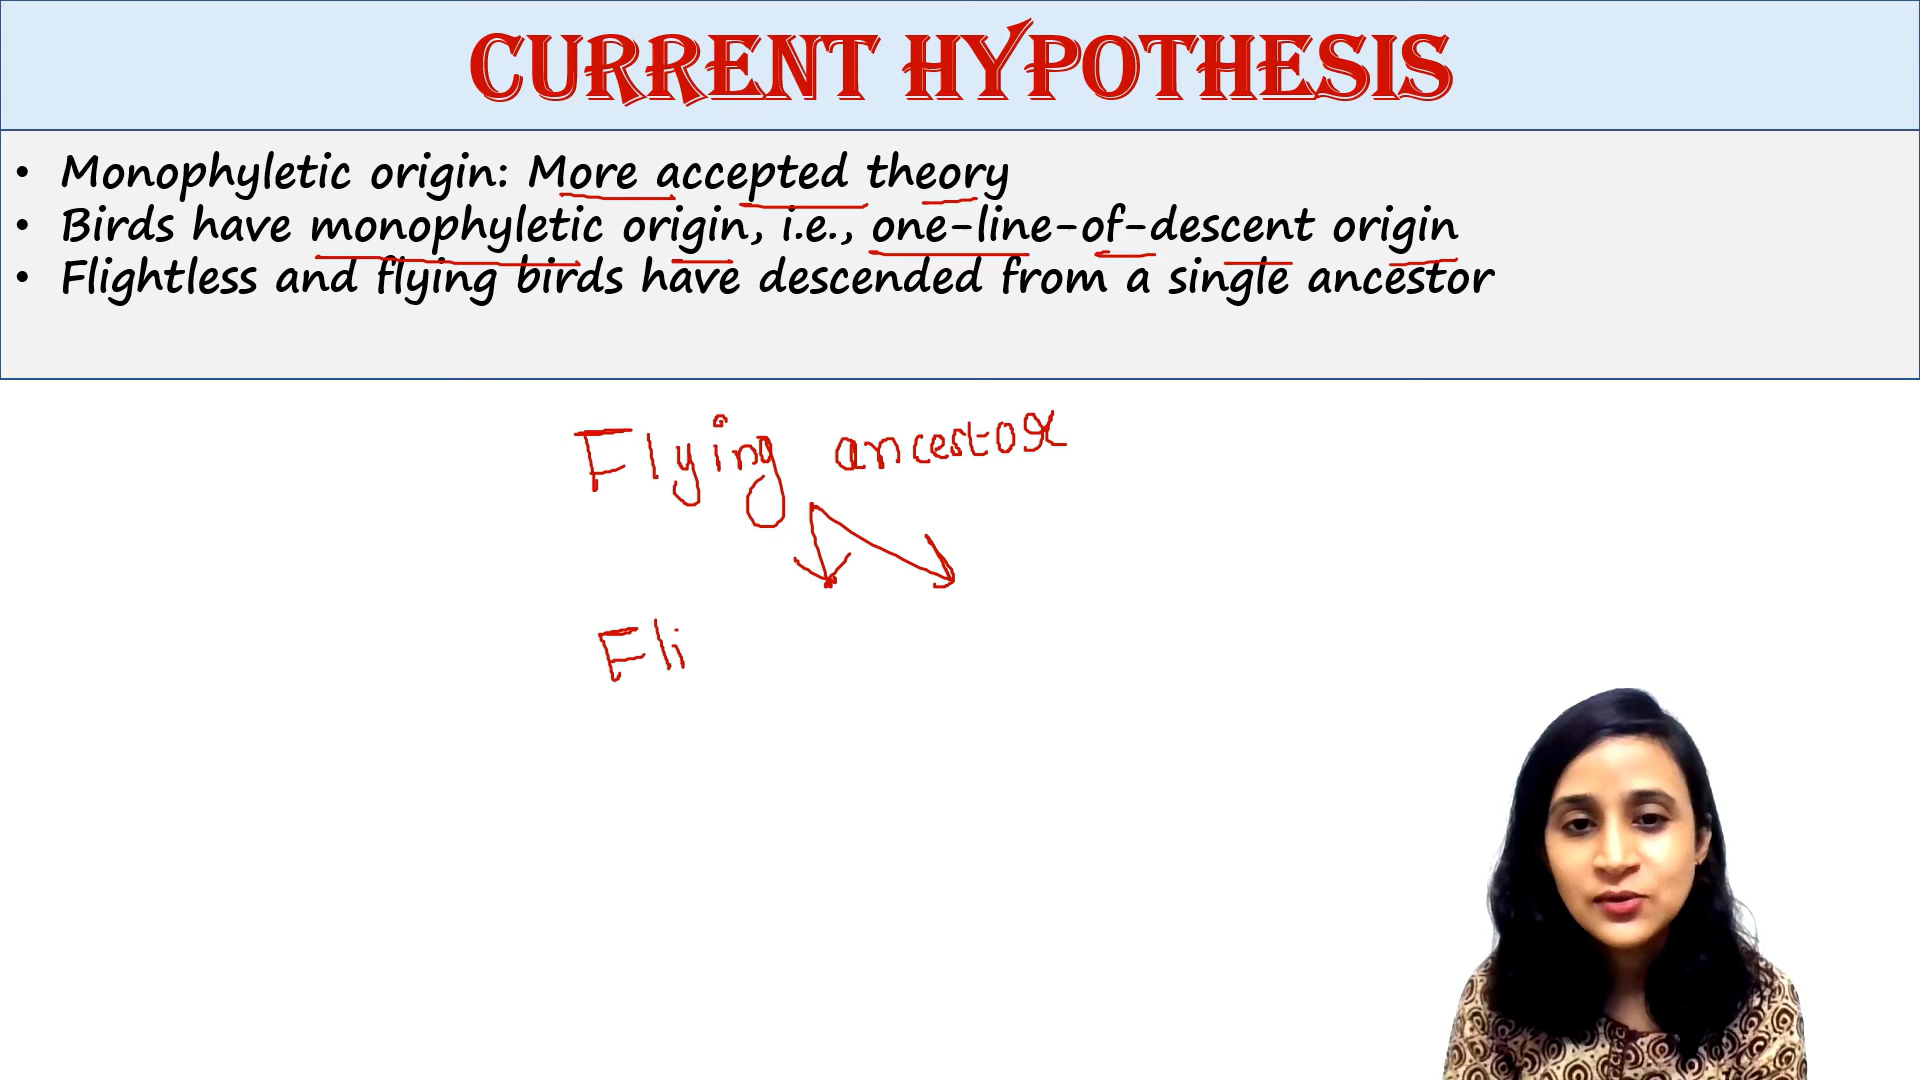 CURRENT HYPOTHESIS
• Monophyletic origin: More accepted theory
• Birds have monophyletic origin, i.e., one-line-of-descent origin
• Flightless and flying birds have descended from a single ancestor
Flying ancestor
Fli